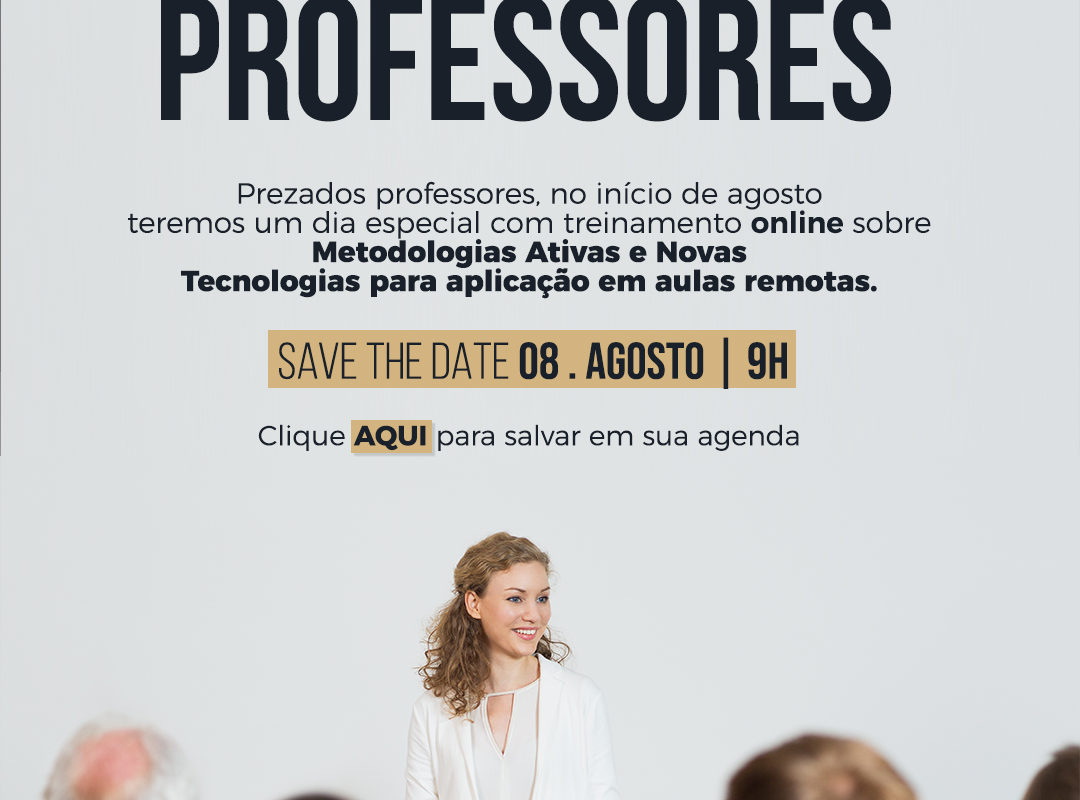 PROFESSORES
Prezados professores, no início de agosto
teremos um dia especial com treinamento online sobre
Metodologias Ativas e Novas
Tecnologias para aplicação em aulas remotas.
SAVE THE DATE 08 . AGOSTO | 9H
Clique AQUI para salvar em sua agenda